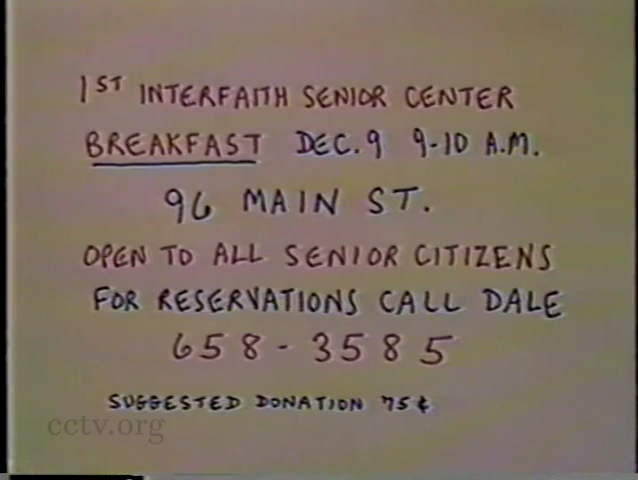 1ST INTERFAITH SENIOR CENTER
BREAKFAST DEC. 9 9-10 A.M.
96 MAIN ST.
OPEN TO ALL SENIOR CITIZENS
FOR RESERVATIONS CALL DALE
658-3585
SUGGESTED DONATION 75¢
cctv.org